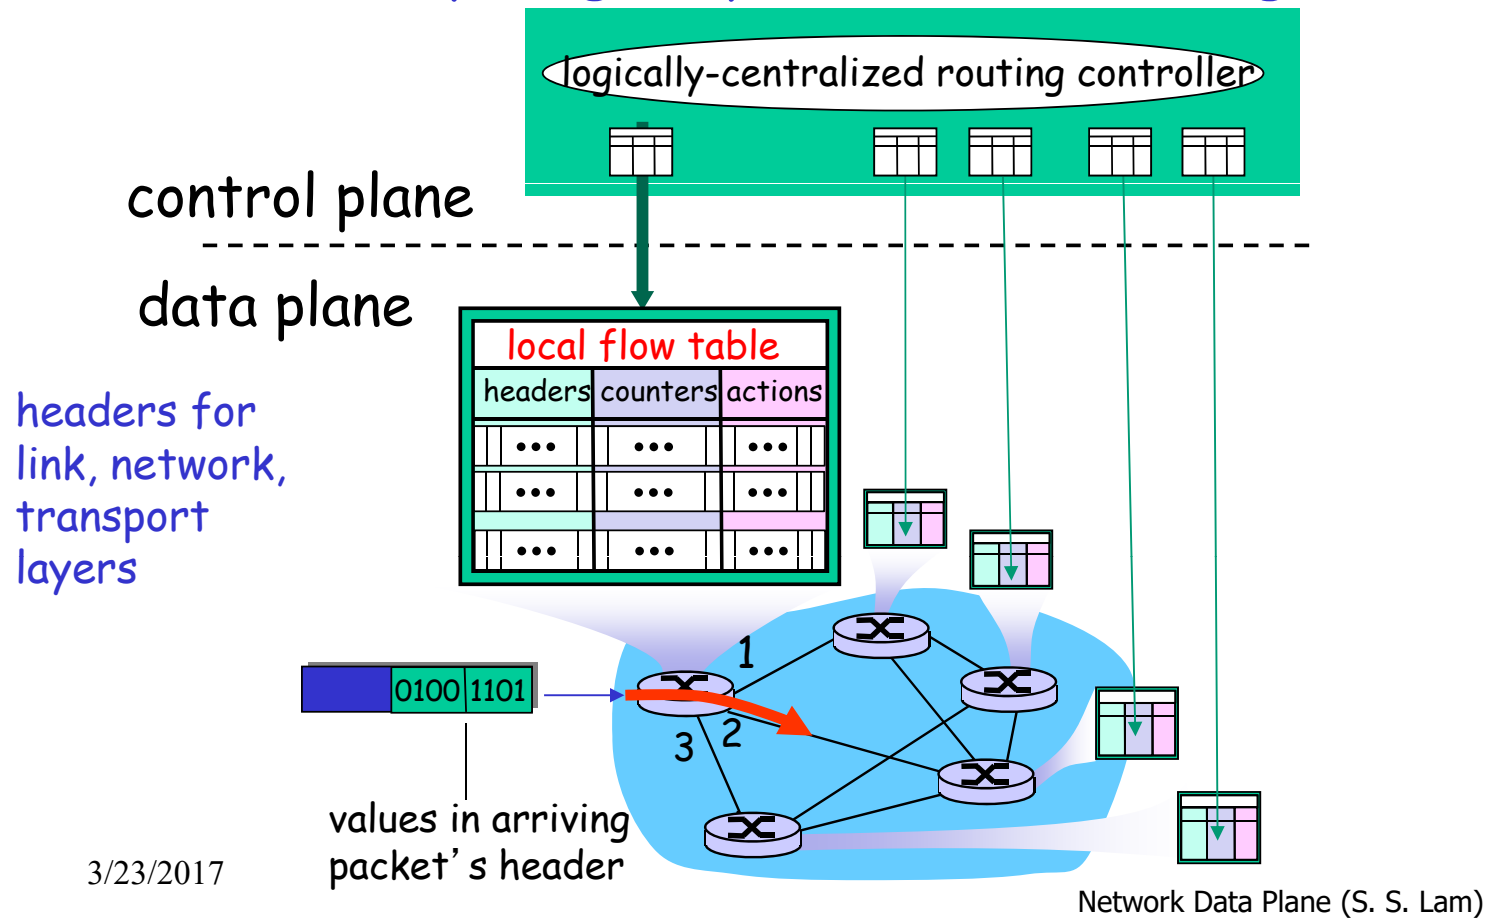 logically-centralized routing controller
control plane
data plane
local flow table
headers counters actions
headers for
link, network,
transport
layers
1
0100 1101
2
3
values in arriving
packet's header
3/23/2017
Network Data Plane (S. S. Lam)